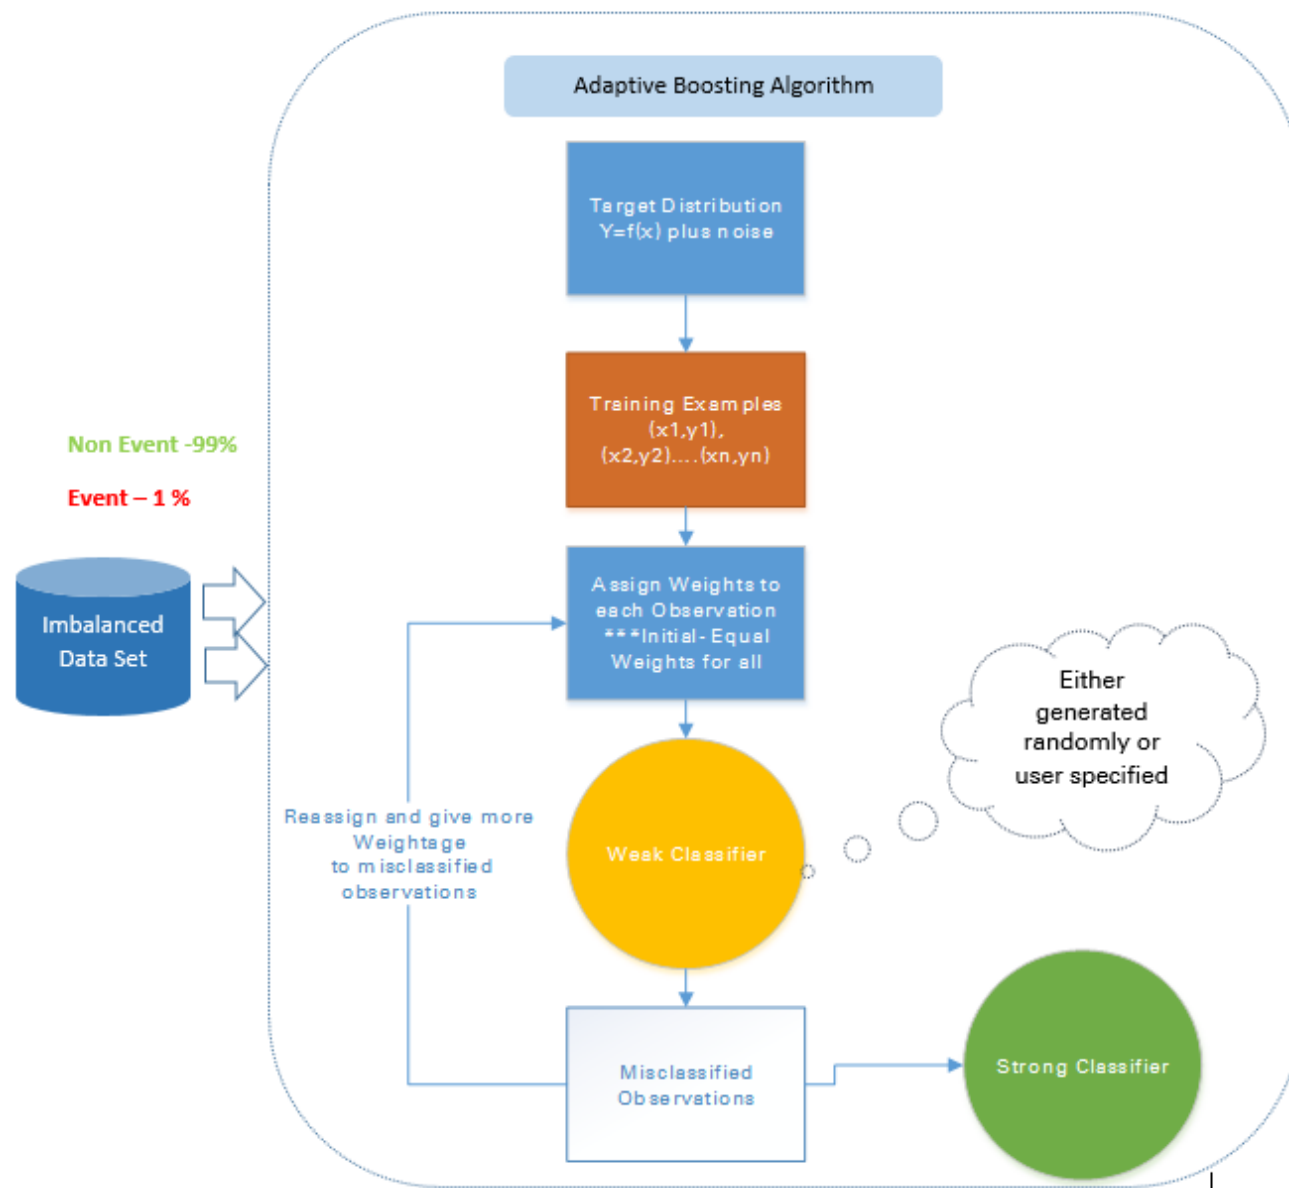 Adaptive Boosting Algorithm
Target Distribution
Y=f(x) plus noise
Training Examples
(x1,y1),
(x2,y2)....(xn,yn)
Non Event -99%
Event – 1 %
Imbalanced
Data Set
Assign Weights to
each Observation
***Initial- Equal
Weights for all
Either
generated
randomly or
user specified
Reassign and give more
Weightage
to misclassified
observations
Weak Classifier
Misclassified
Observations
Strong Classifier